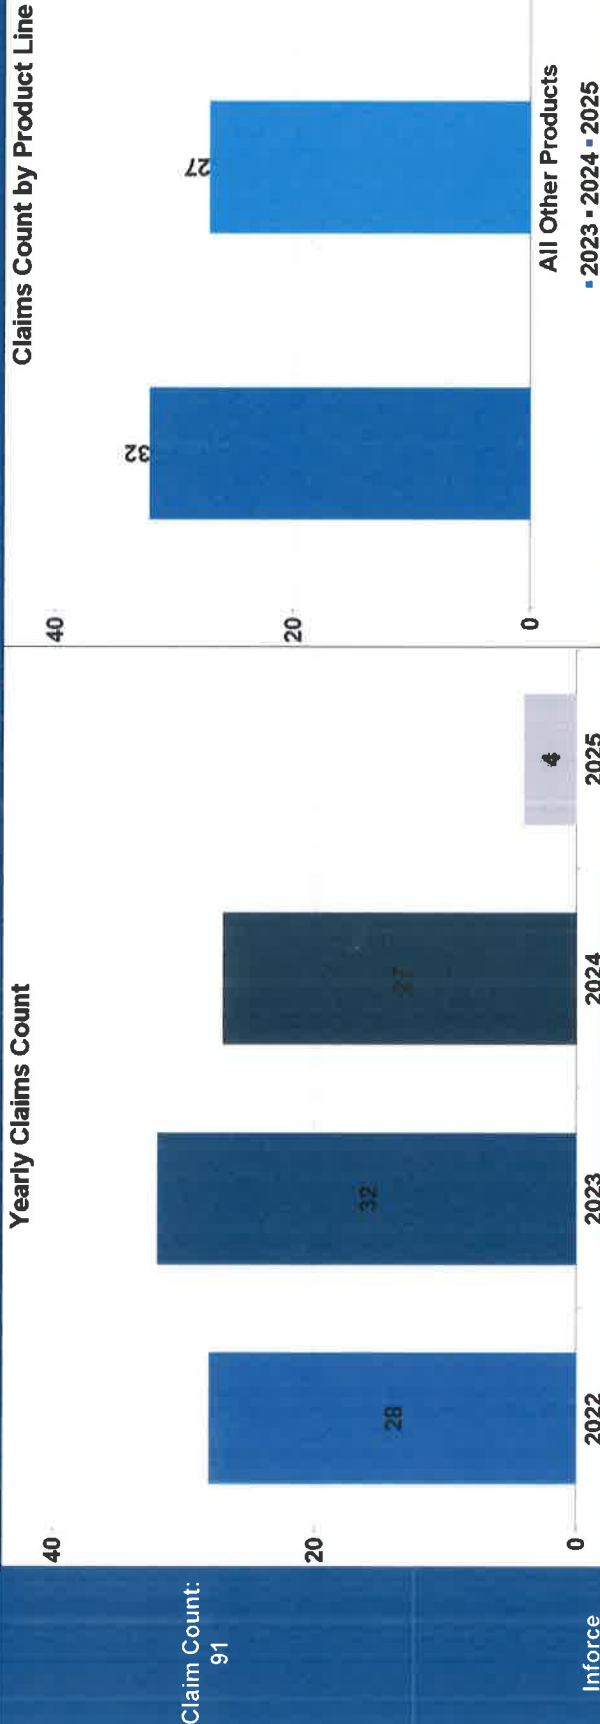 Claim Count:
91
Inforce
Yearly Claims Count
40
20
0
28
32
27
4
2022
2023
2024
2025
Claims Count by Product Line
40
20
0
32
27
All Other Products
▪ 2023 ▪ 2024 ▪ 2025